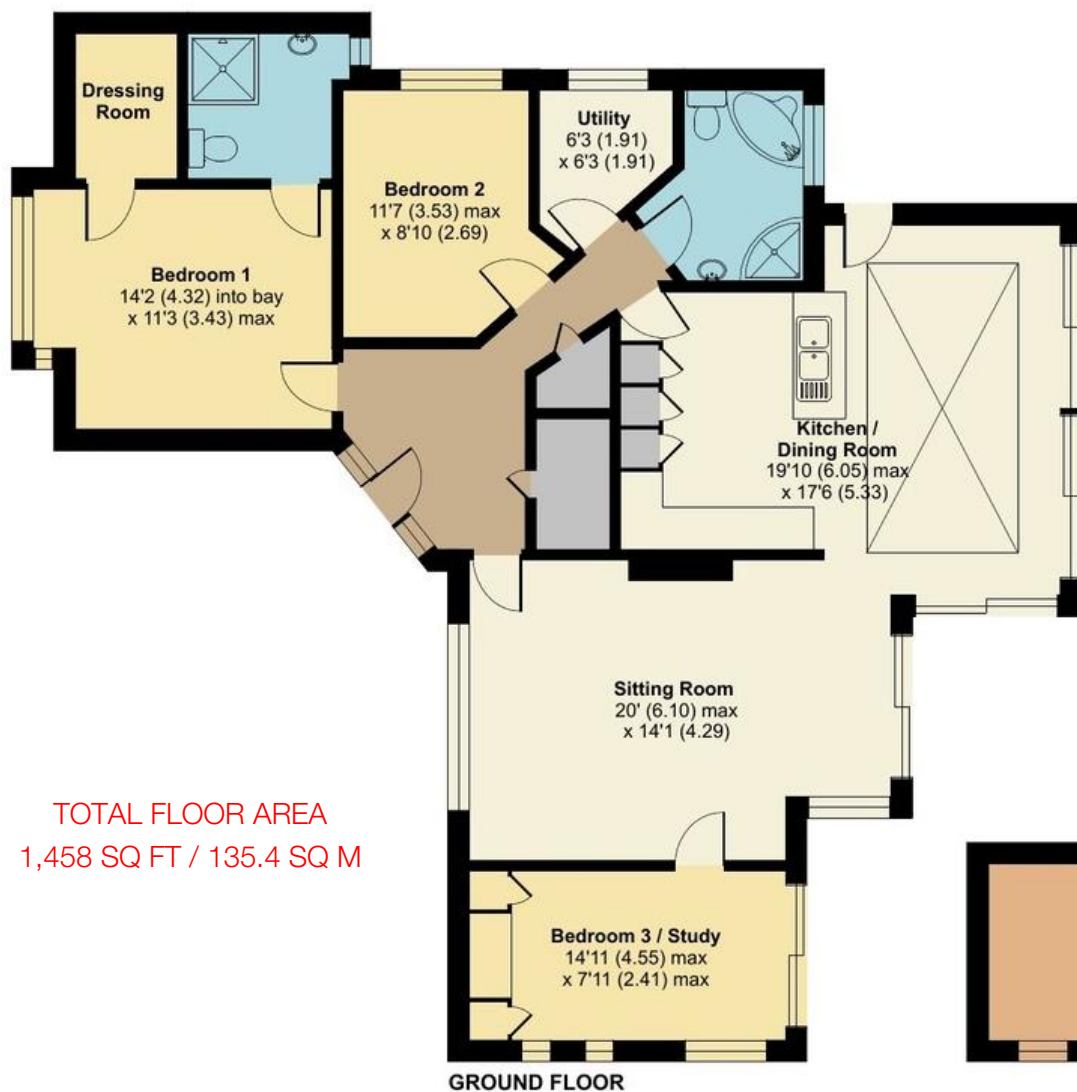 Dressing
Room
Utility
6'3 (1.91)
x 6'3 (1.91)
Bedroom 2
11'7 (3.53) max
x 8'10 (2.69)
Bedroom 1
14'2 (4.32) into bay
x 11'3 (3.43) max
Kitchen /
Dining Room
19'10 (6.05) max
x 17'6 (5.33)
Sitting Room
20' (6.10) max
x 14'1 (4.29)
TOTAL FLOOR AREA
1,458 SQ FT / 135.4 SQ M
Bedroom 3 / Study
14'11 (4.55) max
x 7'11 (2.41) max
GROUND FLOOR